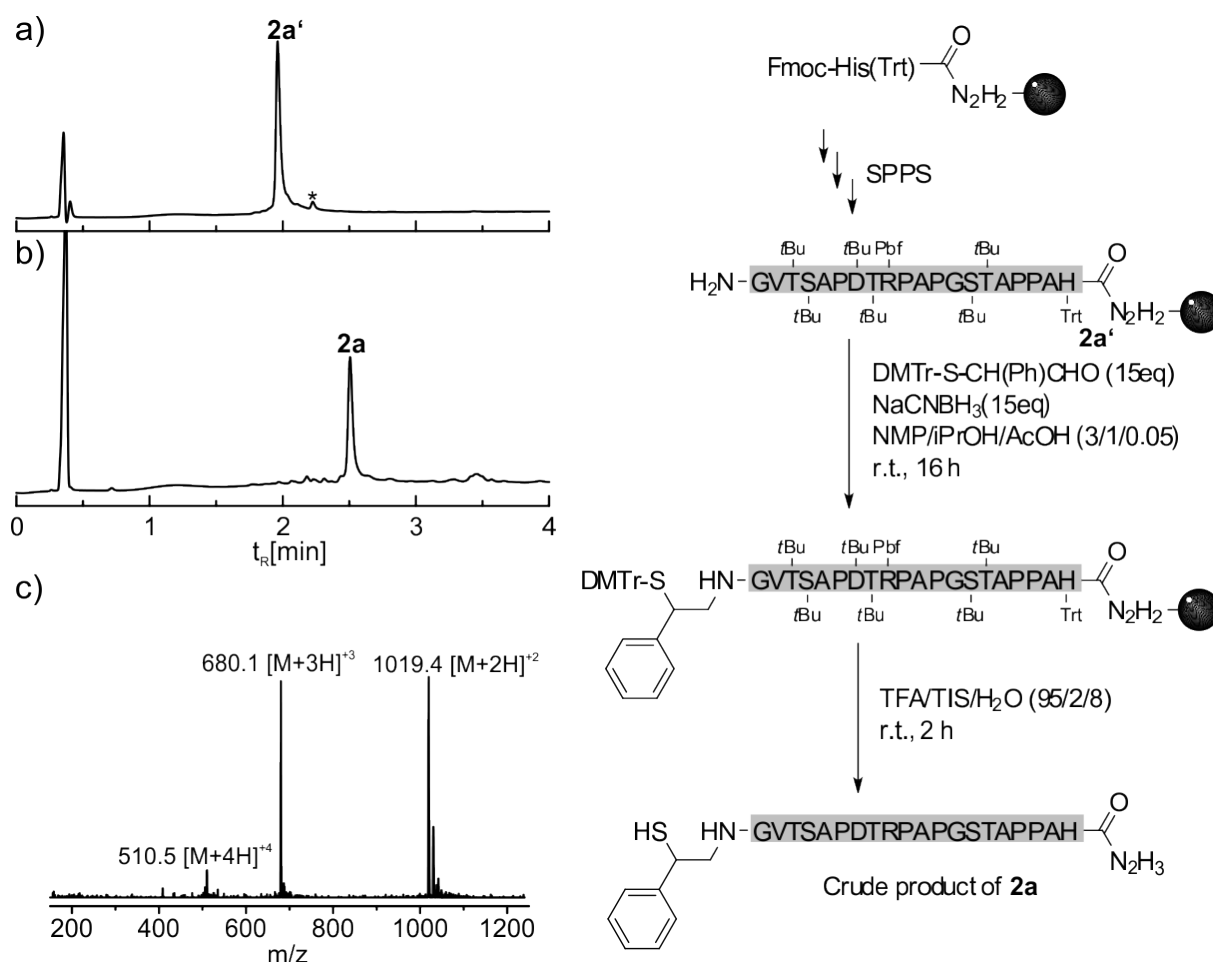 a)
2a‘
*
b)
2a
0 1 2 3 4
tR[min]
c)
680.1 [M+3H]+3
1019.4 [M+2H]+2
510.5 [M+4H]+4
200 400 600 800 1000 1200
m/z
O
Fmoc-His(Trt)
N2H2
SPPS
tBu tBu Pbf tBu
O
H2N GVTSAPDTRPAPGSTAPPAH
N2H2
tBu tBu tBu Trt
2a‘
DMTr-S-CH(Ph)CHO (15eq)
NaCNBH3(15eq)
NMP/iPrOH/AcOH (3/1/0.05)
r.t., 16 h
tBu tBu Pbf tBu
O
DMTr-S HN GVTSAPDTRPAPGSTAPPAH
N2H2
tBu tBu tBu Trt
TFA/TIS/H2O (95/2/8)
r.t., 2 h
O
HS HN GVTSAPDTRPAPGSTAPPAH
N2H3
Crude product of 2a